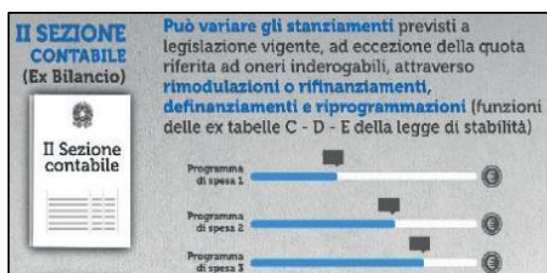 II SEZIONE
CONTABILE
(Ex Bilancio)
II Sezione
contabile
Può variare gli stanziamenti previsti a
legislazione vigente, ad eccezione della quota
riferita ad oneri inderogabili, attraverso
rimodulazioni o rifinanziamenti,
definanziamenti e riprogrammazioni (funzioni
delle ex tabelle C - D - E della legge di stabilità)
Programma
di spesa 1
€
Programma
di spesa 2
€
Programma
di spesa 3
€